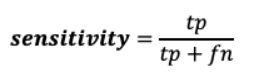 sensitivity = tp / tp + fn